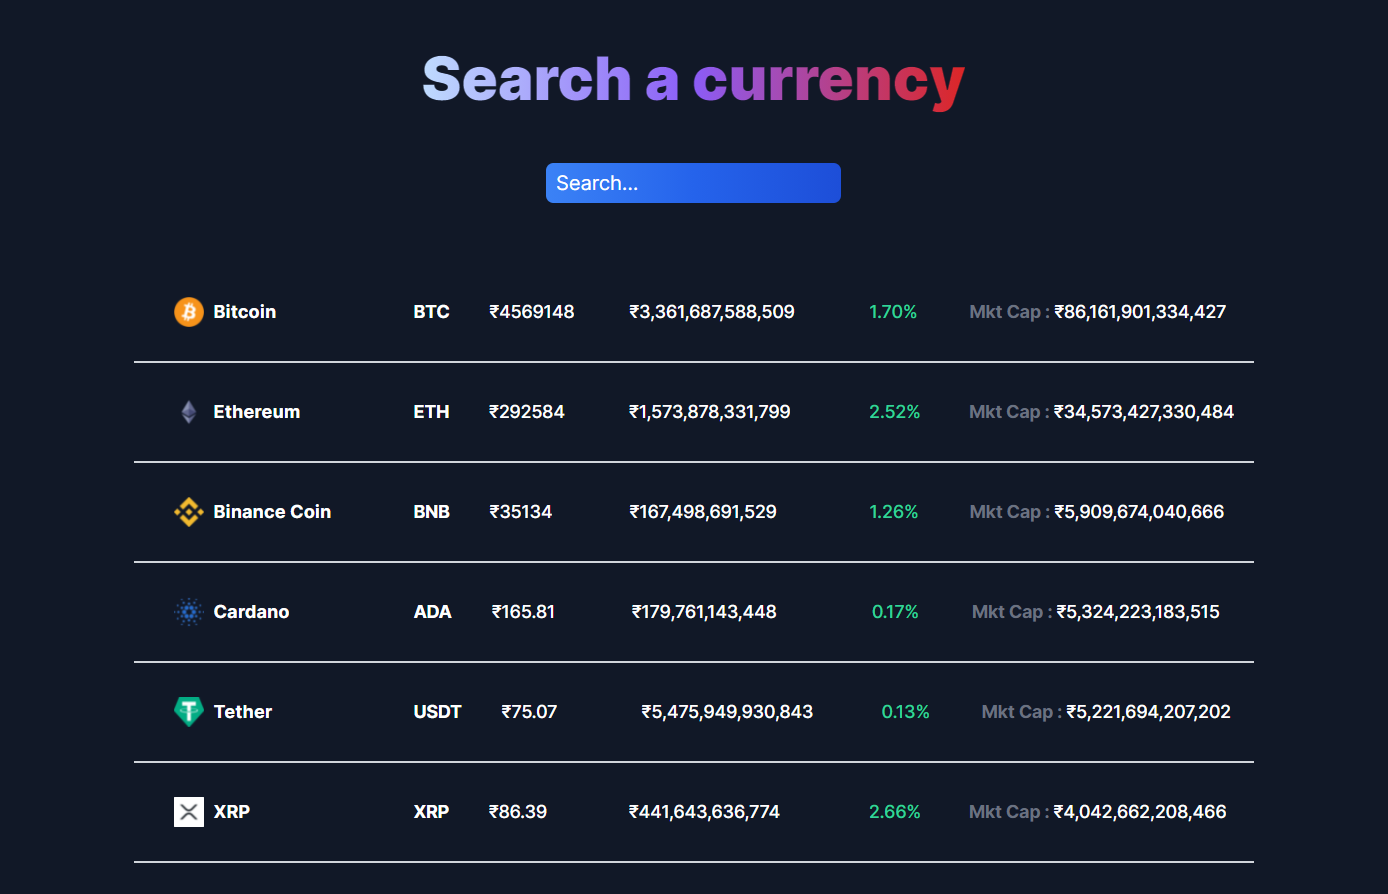 Search a currency
Search...
Bitcoin BTC ₹4569148 ₹3,361,687,588,509 1.70% Mkt Cap : ₹86,161,901,334,427
Ethereum ETH ₹292584 ₹1,573,878,331,799 2.52% Mkt Cap : ₹34,573,427,330,484
Binance Coin BNB ₹35134 ₹167,498,691,529 1.26% Mkt Cap : ₹5,909,674,040,666
Cardano ADA ₹165.81 ₹179,761,143,448 0.17% Mkt Cap : ₹5,324,223,183,515
Tether USDT ₹75.07 ₹5,475,949,930,843 0.13% Mkt Cap : ₹5,221,694,207,202
XRP XRP ₹86.39 ₹441,643,636,774 2.66% Mkt Cap : ₹4,042,662,208,466